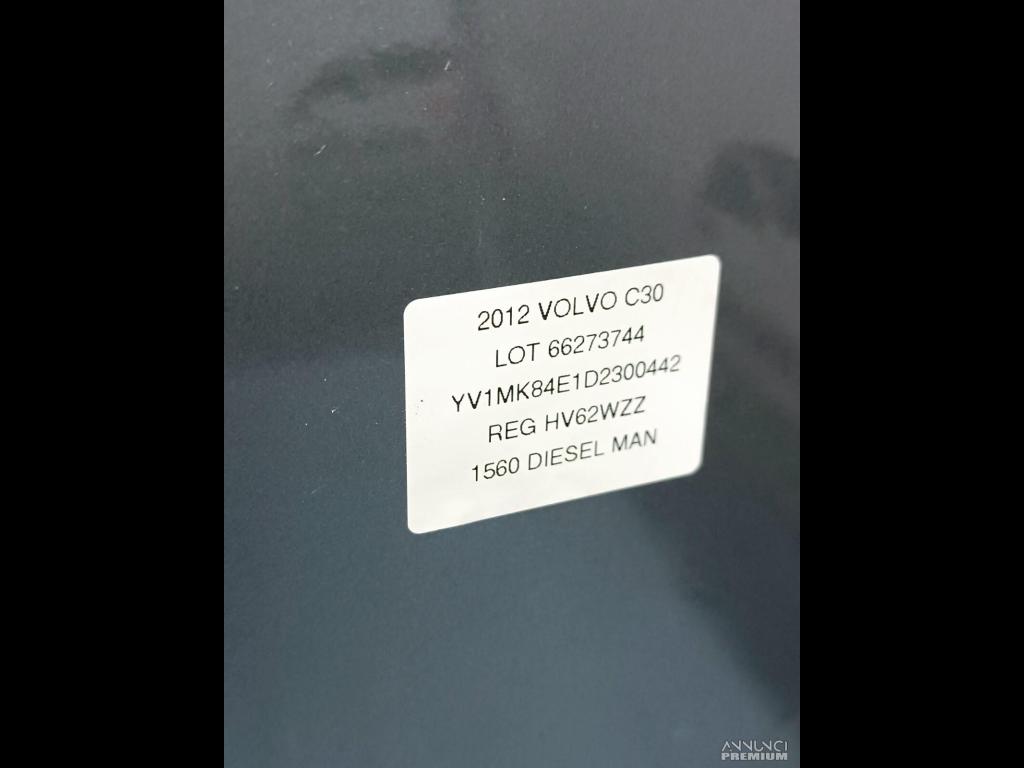 2012 VOLVO C30
LOT 66273744
YV1MK84E1D2300442
REG HV62WZZ
1560 DIESEL MAN
ANNUNCI
PREMIUM